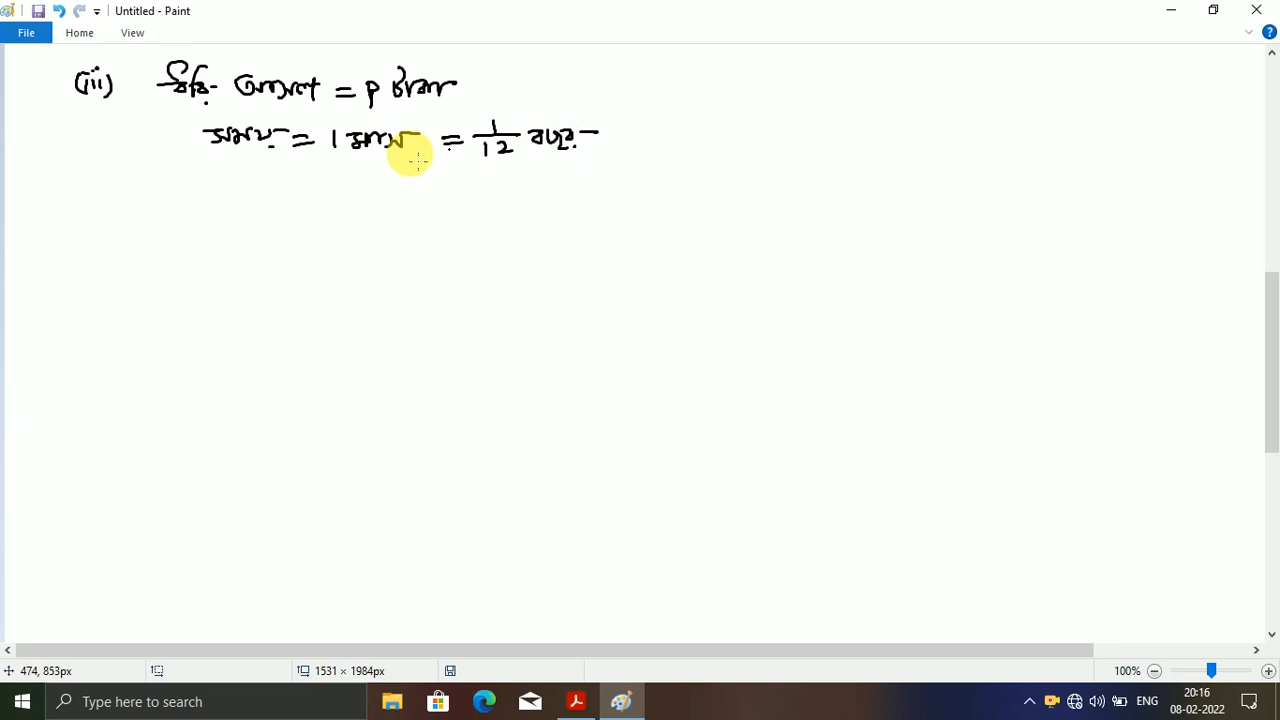 Untitled - Paint
File Home View
(iii) ধরি আসল = p টাকা
সময় = 1 মাস = 1/12 বছর
474, 853px 1531 × 1984px 100%
Type here to search
ENG 20:16 08-02-2022